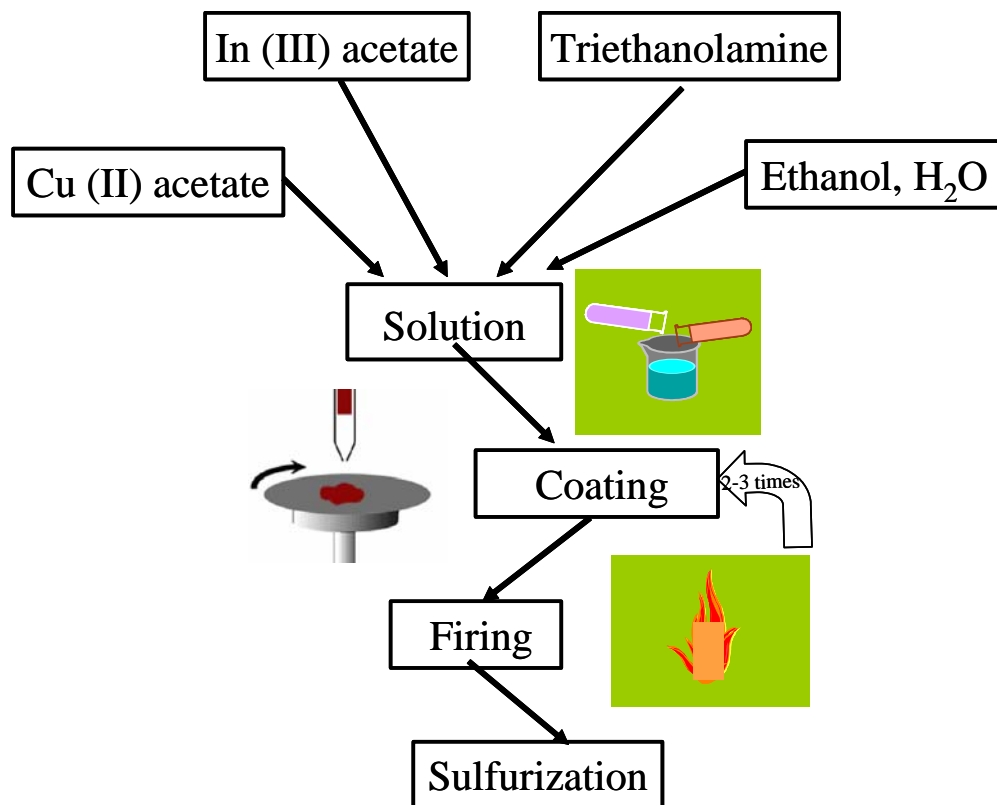 In (III) acetate
Triethanolamine
Cu (II) acetate
Ethanol, H₂O
Solution
Coating
2-3 times
Firing
Sulfurization